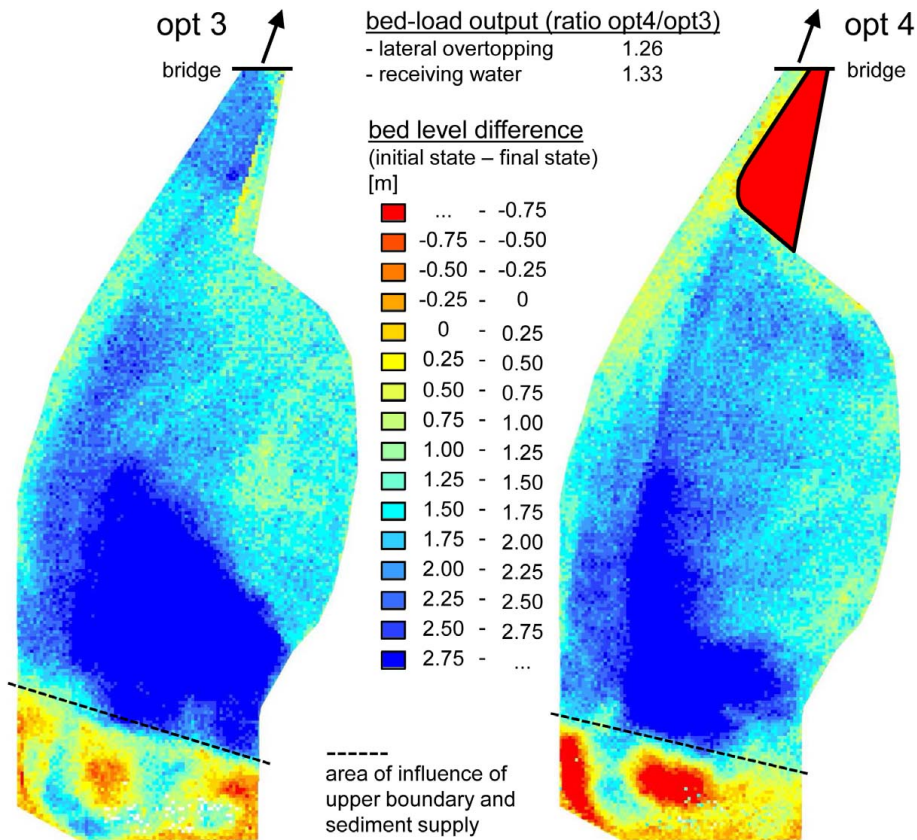 opt 3
bridge
bed-load output (ratio opt4/opt3)
- lateral overtopping 1.26
- receiving water 1.33
opt 4
bridge
bed level difference
(initial state – final state)
[m]
... - -0.75
-0.75 - -0.50
-0.50 - -0.25
-0.25 - 0
0 - 0.25
0.25 - 0.50
0.50 - 0.75
0.75 - 1.00
1.00 - 1.25
1.25 - 1.50
1.50 - 1.75
1.75 - 2.00
2.00 - 2.25
2.25 - 2.50
2.50 - 2.75
2.75 - ...
area of influence of
upper boundary and
sediment supply